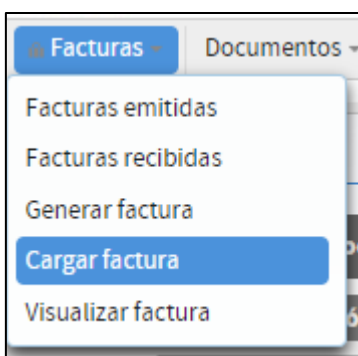 Facturas Documentos
Facturas emitidas
Facturas recibidas
Generar factura
Cargar factura
Visualizar factura